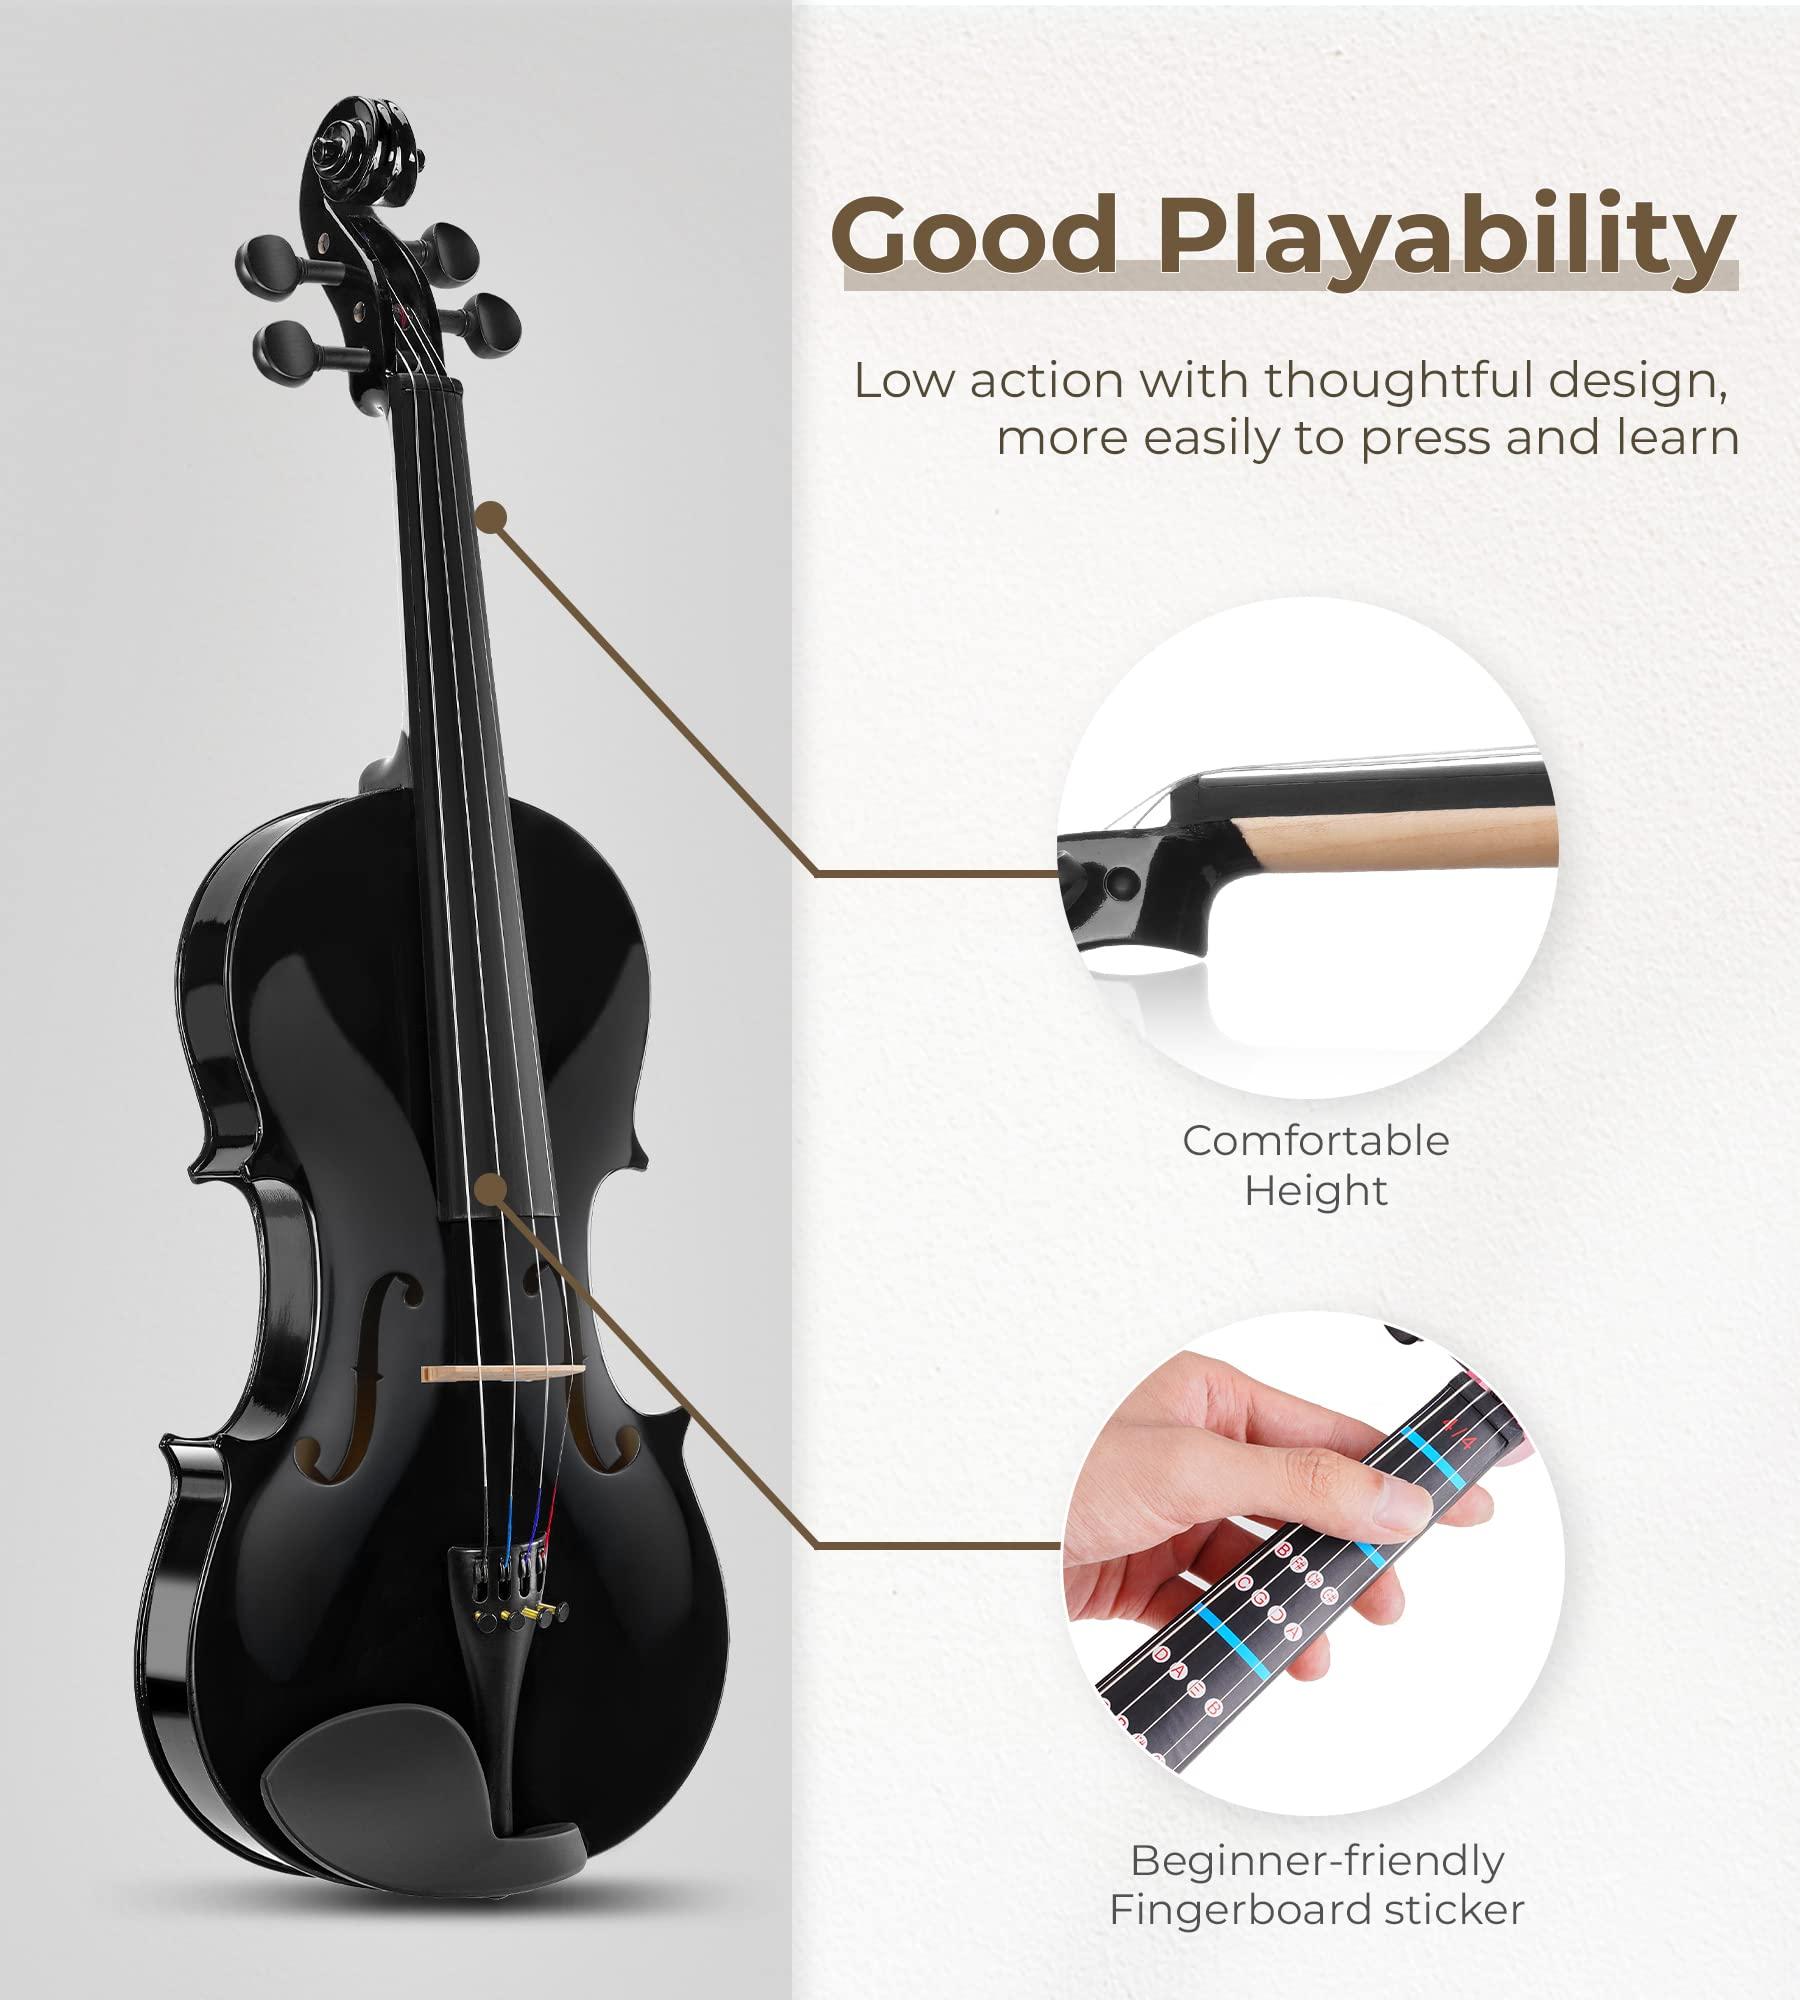 Good Playability
Low action with thoughtful design,
more easily to press and learn
Comfortable
Height
4/4
B F# C# G#
C G D A
D A E B
Beginner-friendly
Fingerboard sticker